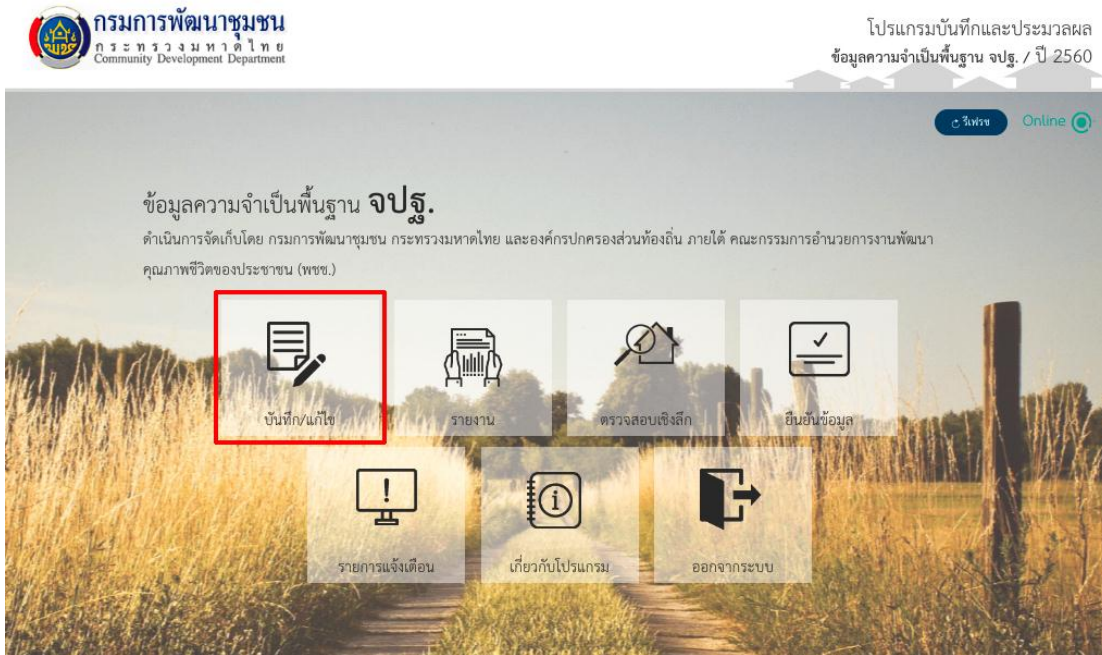 กรมการพัฒนาชุมชน
กระทรวงมหาดไทย
Community Development Department
โปรแกรมบันทึกและประมวลผล
ข้อมูลความจำเป็นพื้นฐาน จปฐ. / ปี 2560
รีเฟรช
Online
ข้อมูลความจำเป็นพื้นฐาน จปฐ.
ดำเนินการจัดเก็บโดย กรมการพัฒนาชุมชน กระทรวงมหาดไทย และองค์กรปกครองส่วนท้องถิ่น ภายใต้ คณะกรรมการอำนวยการงานพัฒนา
คุณภาพชีวิตของประชาชน (พชช.)
บันทึก/แก้ไข
รายงาน
ตรวจสอบเชิงลึก
ยืนยันข้อมูล
รายการแจ้งเตือน
เกี่ยวกับโปรแกรม
ออกจากระบบ